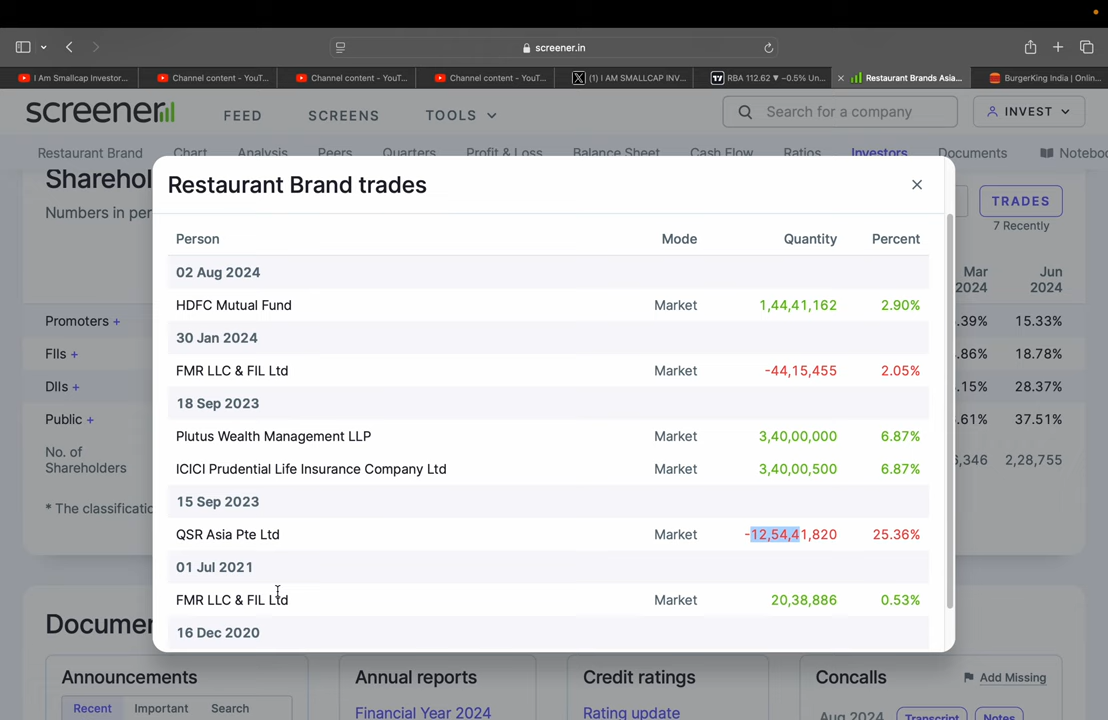 screener.in
I Am Smallcap Investor...
Channel content - YouT...
Channel content - YouT...
Channel content - YouT...
(1) I AM SMALLCAP INV...
RBA 112.62 ▼ −0.5% Un...
Restaurant Brands Asia...
BurgerKing India | Onlin...
screener
FEED
SCREENS
TOOLS
Search for a company
INVEST
Restaurant Brand
Chart
Analysis
Peers
Quarters
Profit & Loss
Balance Sheet
Cash Flow
Ratios
Investors
Documents
Notebo
Sharehol
Numbers in per
TRADES
7 Recently
Restaurant Brand trades
Person Mode Quantity Percent
02 Aug 2024
HDFC Mutual Fund Market 1,44,41,162 2.90%
30 Jan 2024
FMR LLC & FIL Ltd Market -44,15,455 2.05%
18 Sep 2023
Plutus Wealth Management LLP Market 3,40,00,000 6.87%
ICICI Prudential Life Insurance Company Ltd Market 3,40,00,500 6.87%
15 Sep 2023
QSR Asia Pte Ltd Market -12,54,41,820 25.36%
01 Jul 2021
FMR LLC & FIL Ltd Market 20,38,886 0.53%
16 Dec 2020
Mar 2024 Jun 2024
Promoters + .39% 15.33%
FIIs + .86% 18.78%
DIIs + .15% 28.37%
Public + .61% 37.51%
No. of
Shareholders ,346 2,28,755
* The classificatio
Documen
Announcements
Recent
Important
Search
Annual reports
Financial Year 2024
Credit ratings
Rating update
Concalls
Add Missing
Aug 2024
Transcript
Notes